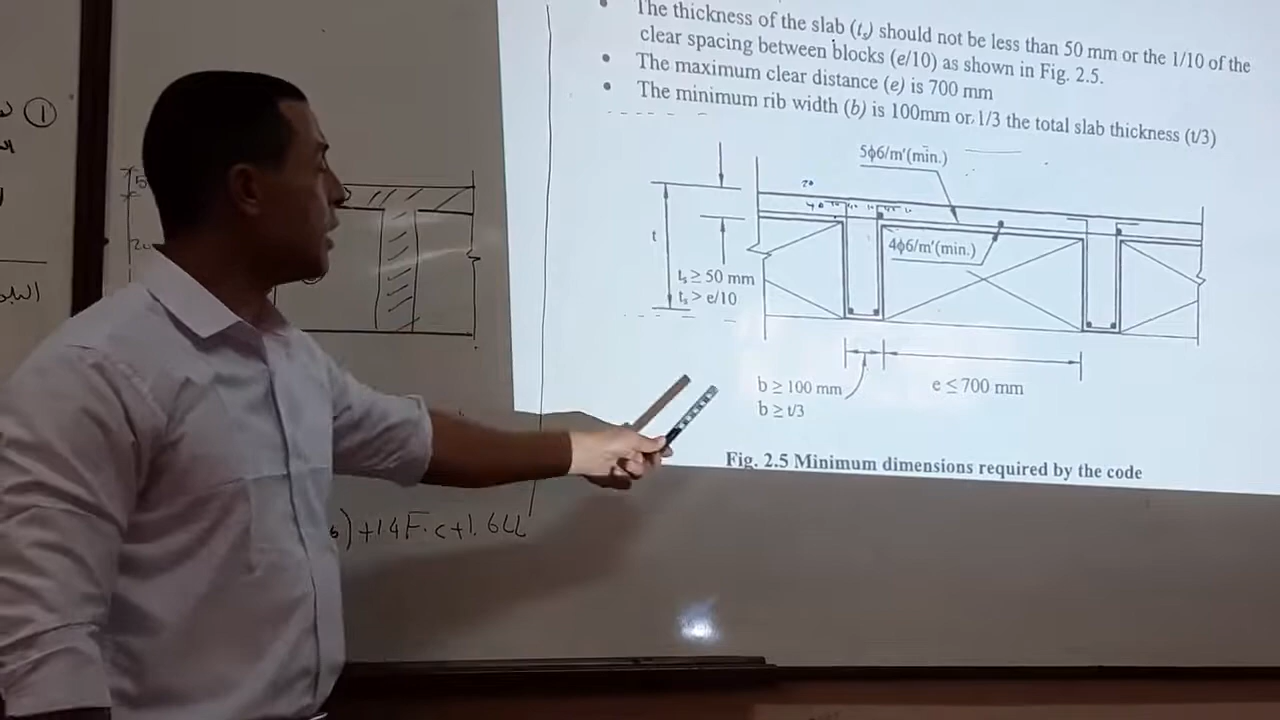 The thickness of the slab (tₛ) should not be less than 50 mm or the 1/10 of the
clear spacing between blocks (e/10) as shown in Fig. 2.5.
The maximum clear distance (e) is 700 mm
The minimum rib width (b) is 100mm or 1/3 the total slab thickness (t/3)
5ϕ6/m'(min.)
20
4ϕ6/m'(min.)
t
tₛ ≥ 50 mm
tₛ > e/10
b ≥ 100 mm
b ≥ t/3
e ≤ 700 mm
Fig. 2.5 Minimum dimensions required by the code
1
5
20
)+1.4F.c+1.6LL